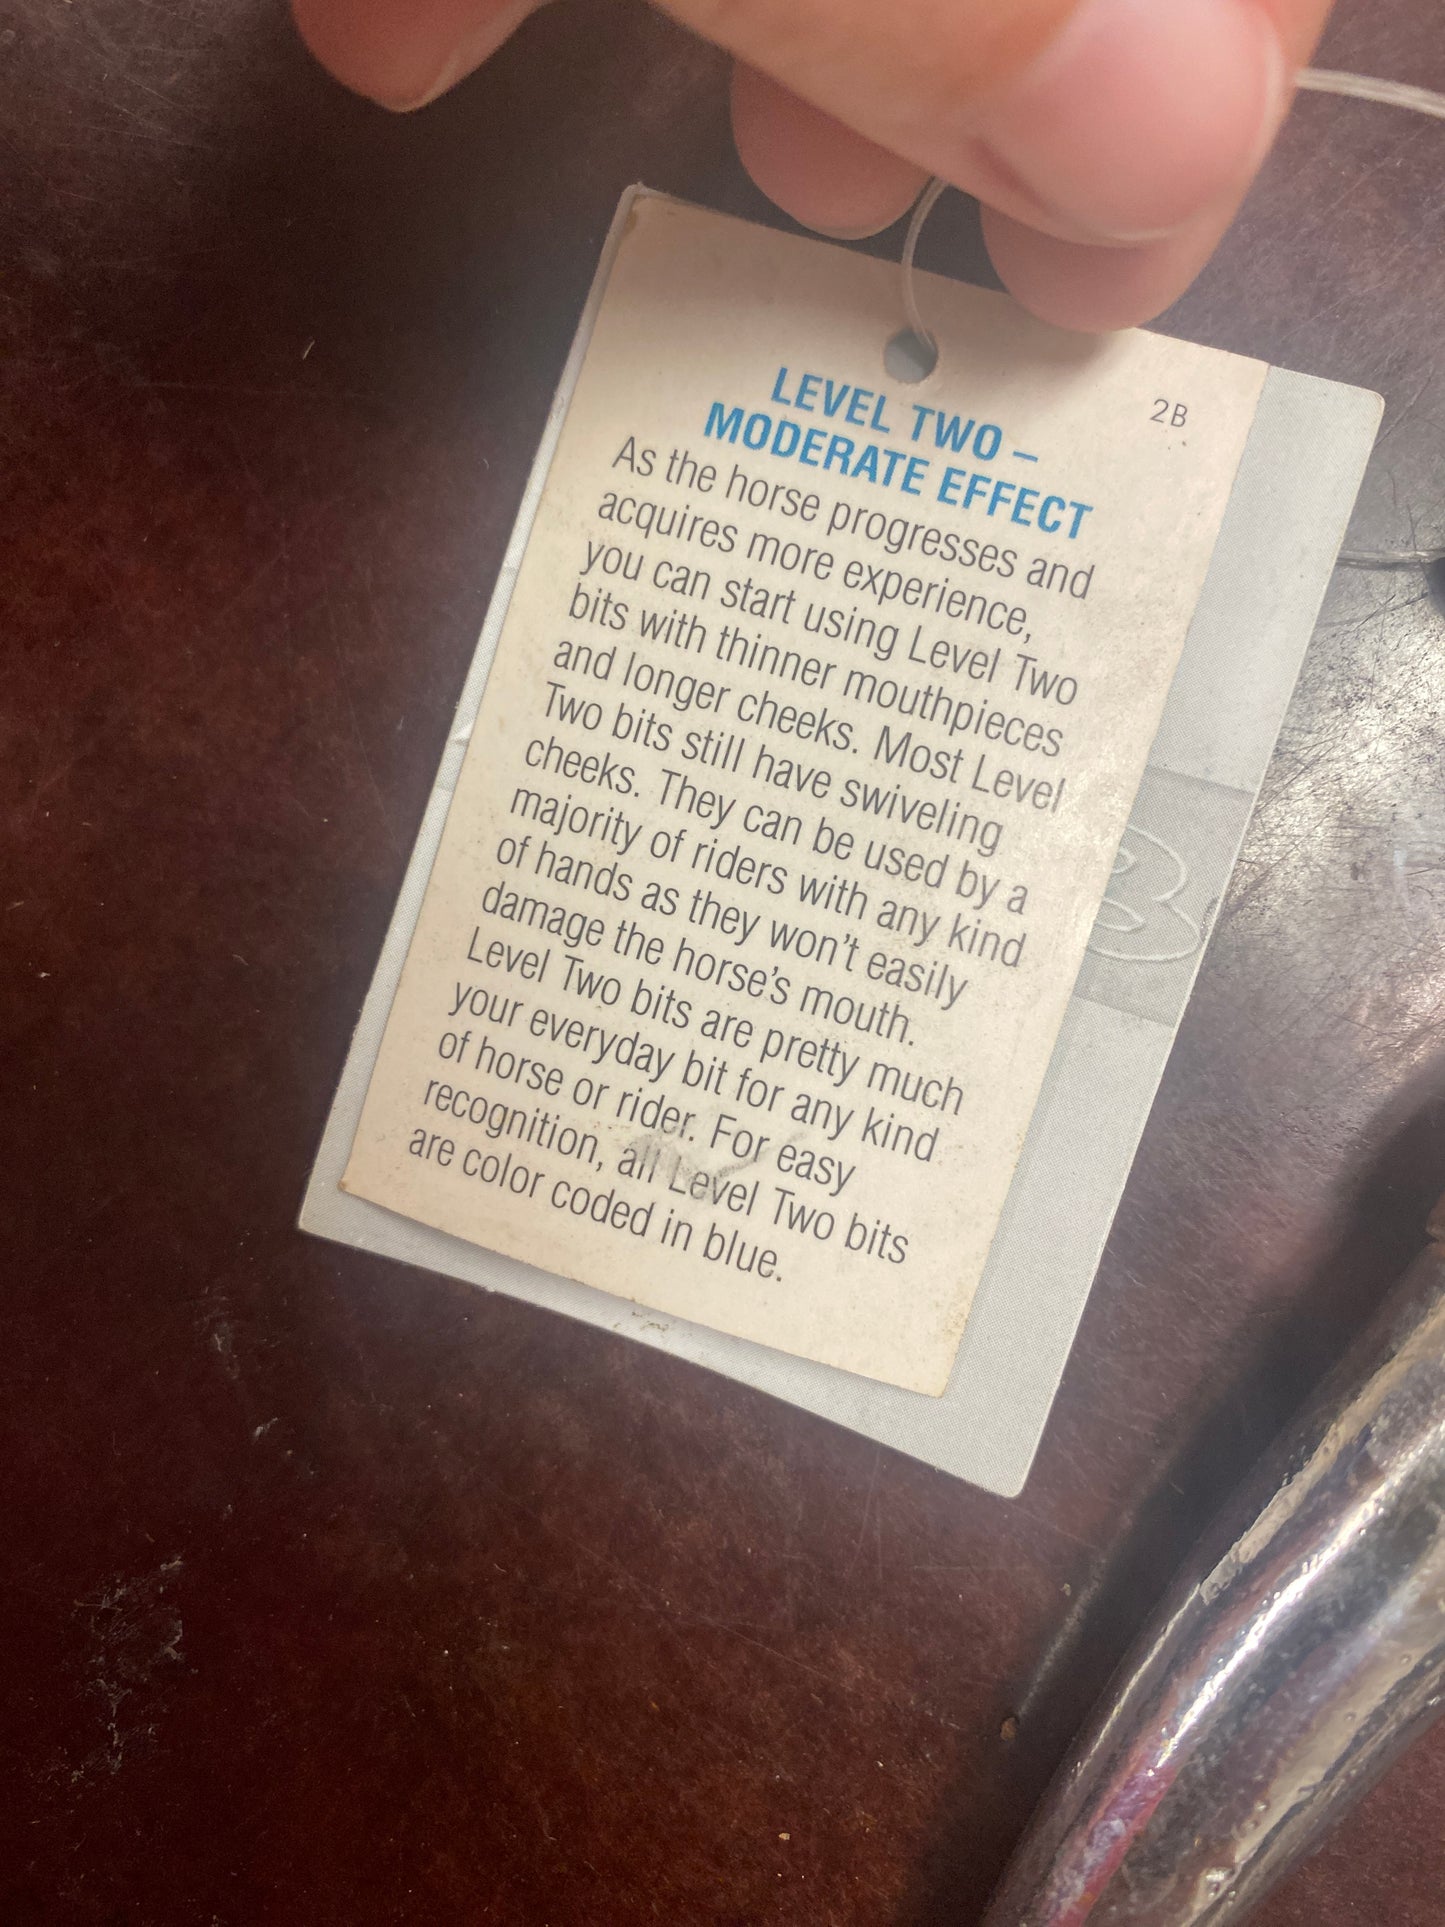 2B
LEVEL TWO –
MODERATE EFFECT
As the horse progresses and
acquires more experience,
you can start using Level Two
bits with thinner mouthpieces
and longer cheeks. Most Level
Two bits still have swiveling
cheeks. They can be used by a
majority of riders with any kind
of hands as they won't easily
damage the horse's mouth.
Level Two bits are pretty much
your everyday bit for any kind
of horse or rider. For easy
recognition, all Level Two bits
are color coded in blue.